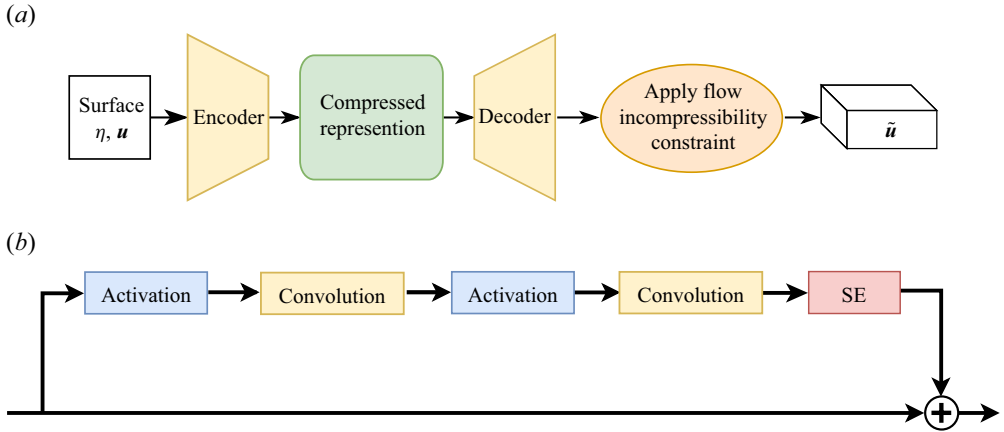 (a)
Surface
η, u
Encoder
Compressed
represention
Decoder
Apply flow
incompressibility
constraint
ũ
(b)
Activation
Convolution
Activation
Convolution
SE
+